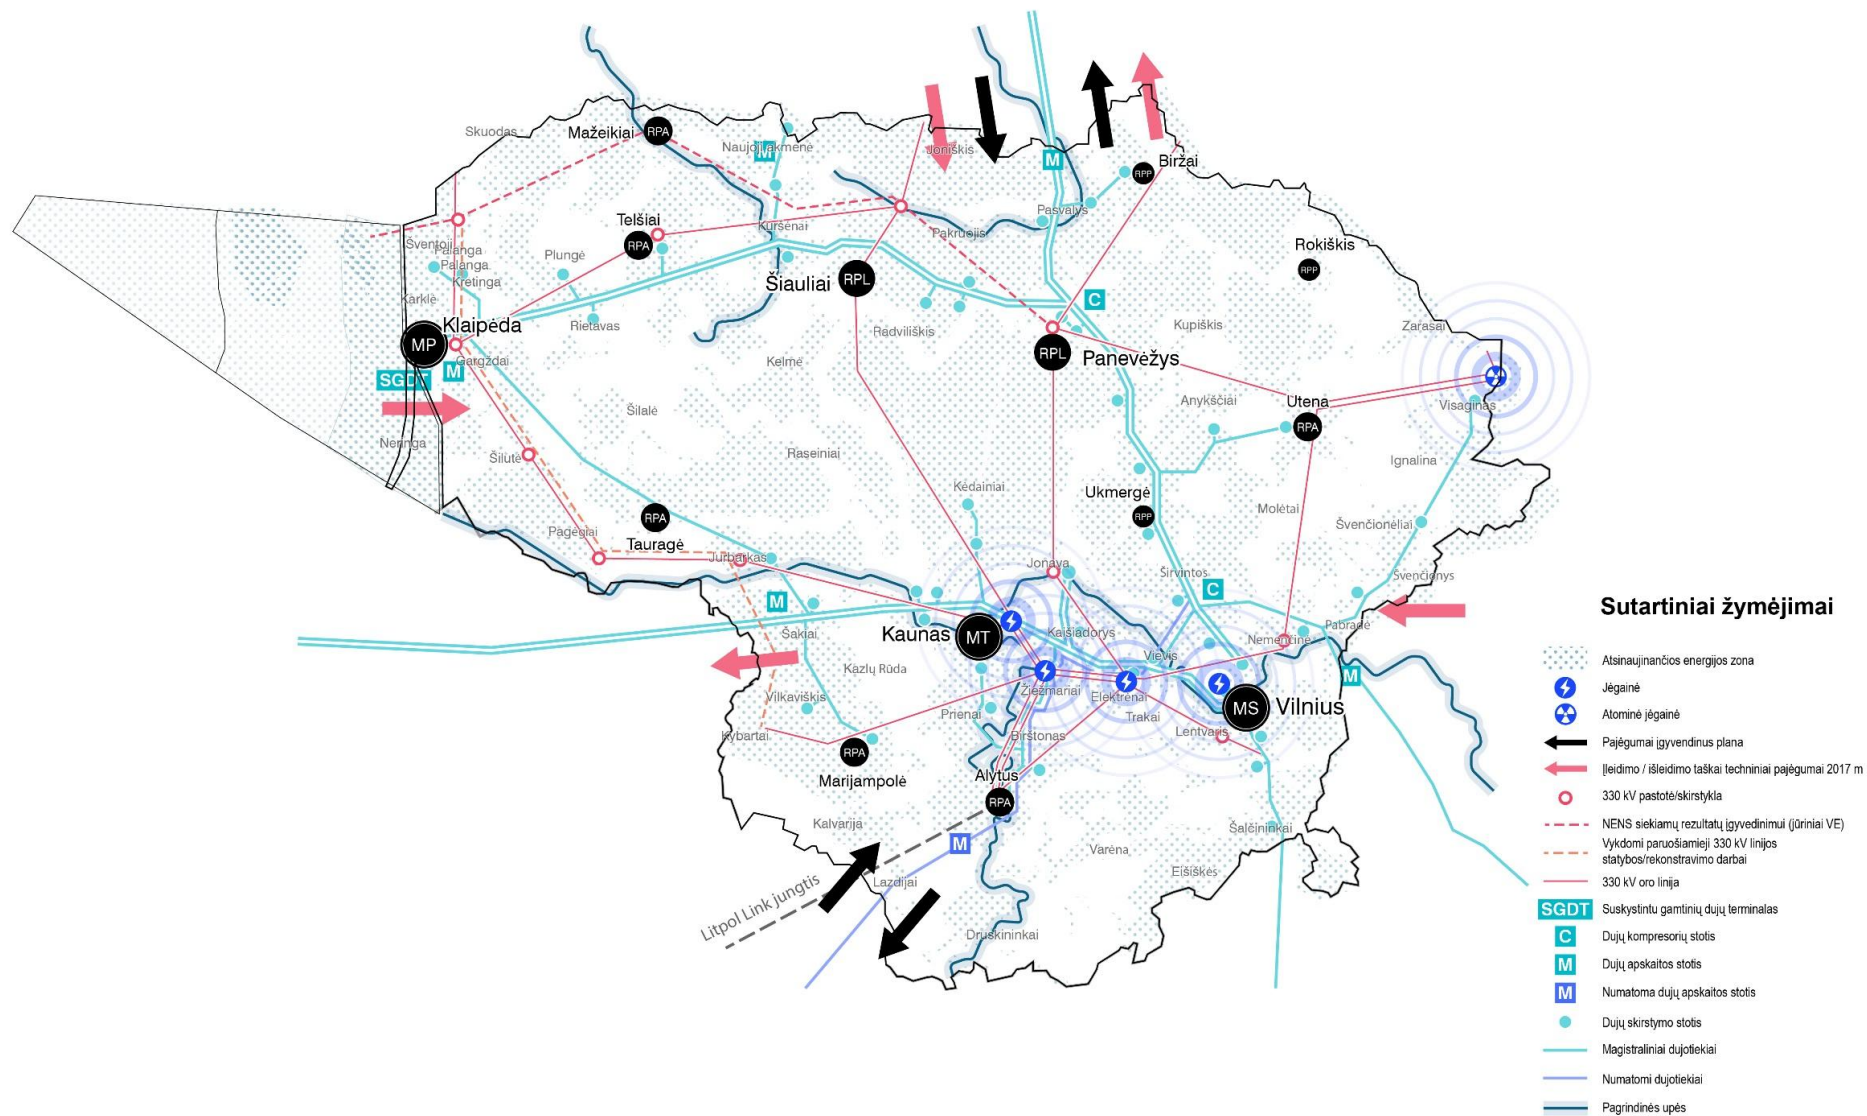 Skuodas
Mažeikiai
RPA
Naujoji Akmenė
M
Joniškis
M
Biržai
RPP
Telšiai
RPA
Kuršėnai
Pasvalys
Pakruojis
Rokiškis
RPP
Šventoji
Palanga
Palanga
Kretinga
Plungė
Karklė
Šiauliai
RPL
C
Klaipėda
MP
Rietavas
Radviliškis
Kupiškis
Zarasai
Gargždai
M
SGDT
Kelmė
RPL
Panevėžys
Šilalė
Anykščiai
Utena
RPA
Visaginas
Neringa
Šilutė
Raseiniai
Ignalina
Kėdainiai
Ukmergė
RPP
Molėtai
Švenčionėliai
RPA
Tauragė
Pagėgiai
Jurbarkas
Jonava
Širvintos
Švenčionys
C
M
Šakiai
Kaunas
MT
Kaišiadorys
Nemenčinė
Pabradė
Vievis
Kazlų Rūda
M
Vilkaviškis
Žiežmariai
Elektrėnai
Prienai
Trakai
MS
Vilnius
Kybartai
Birštonas
Lentvaris
RPA
Marijampolė
Alytus
RPA
Kalvarija
M
Varėna
Šalčininkai
Eišiškės
Lazdijai
Litpol Link jungtis
Druskininkai
Sutartiniai žymėjimai
Atsinaujinančios energijos zona
Jėgainė
Atominė jėgainė
Pajėgumai įgyvendinus plana
Įleidimo / išleidimo taškai techniniai pajėgumai 2017 m
330 kV pastotė/skirstykla
NENS siekiamų rezultatų įgyvedinimui (jūriniai VE)
Vykdomi paruošiamieji 330 kV linijos
statybos/rekonstravimo darbai
330 kV oro linija
SGDT Suskystintu gamtinių dujų terminalas
C Dujų kompresorių stotis
M Dujų apskaitos stotis
M Numatoma dujų apskaitos stotis
Dujų skirstymo stotis
Magistraliniai dujotiekiai
Numatomi dujotiekiai
Pagrindinės upės